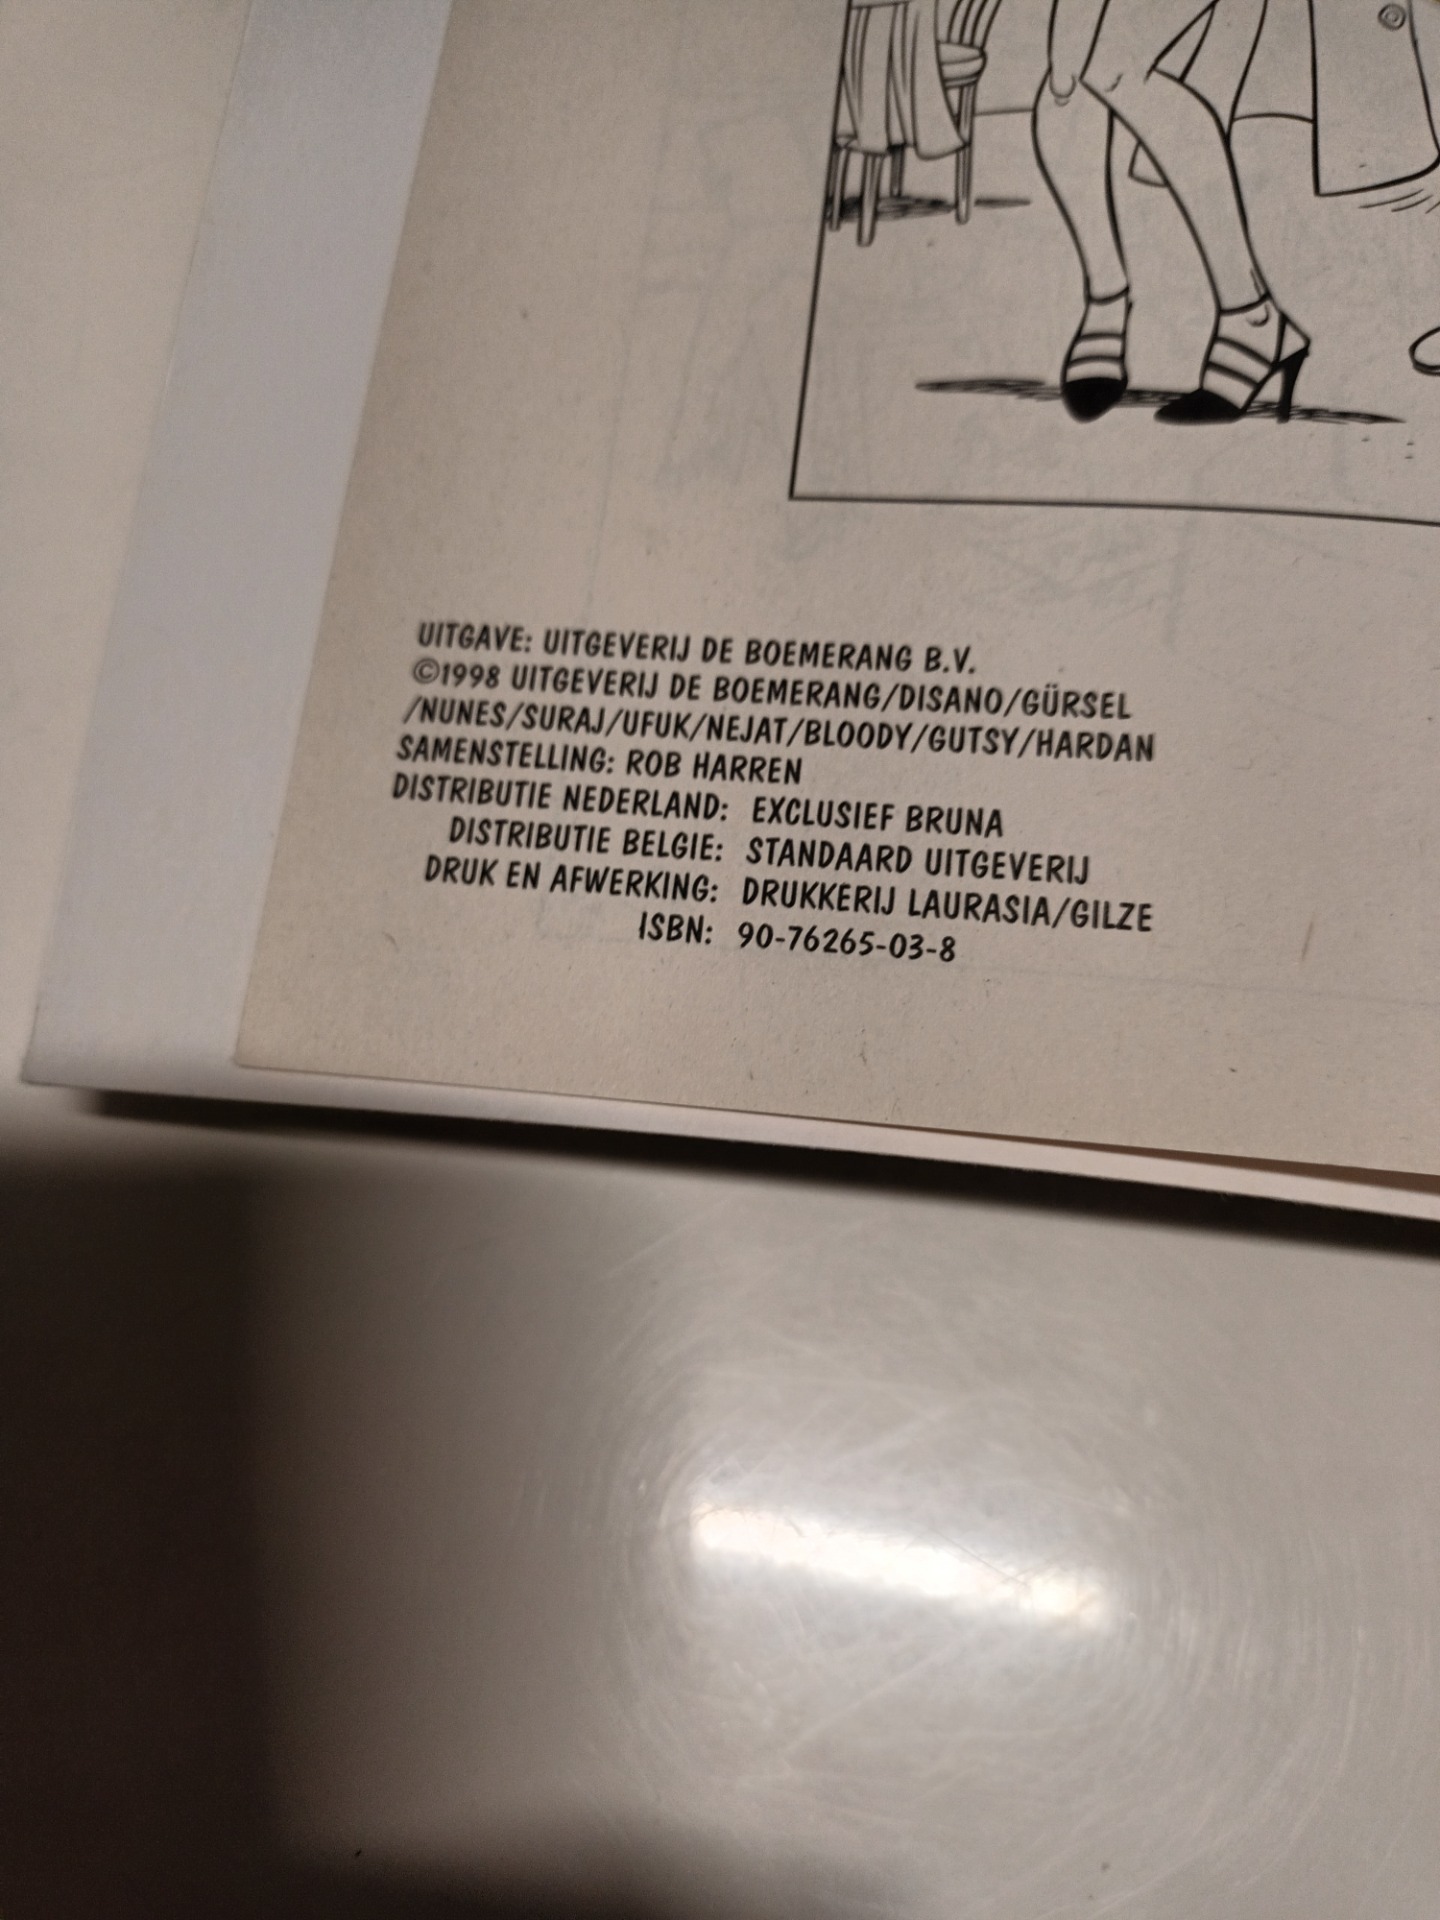 UITGAVE: UITGEVERIJ DE BOEMERANG B.V.
©1998 UITGEVERIJ DE BOEMERANG/DISANO/GÜRSEL
/NUNES/SURAJ/UFUK/NEJAT/BLOODY/GUTSY/HARDAN
SAMENSTELLING: ROB HARREN
DISTRIBUTIE NEDERLAND: EXCLUSIEF BRUNA
DISTRIBUTIE BELGIE: STANDAARD UITGEVERIJ
DRUK EN AFWERKING: DRUKKERIJ LAURASIA/GILZE
ISBN: 90-76265-03-8